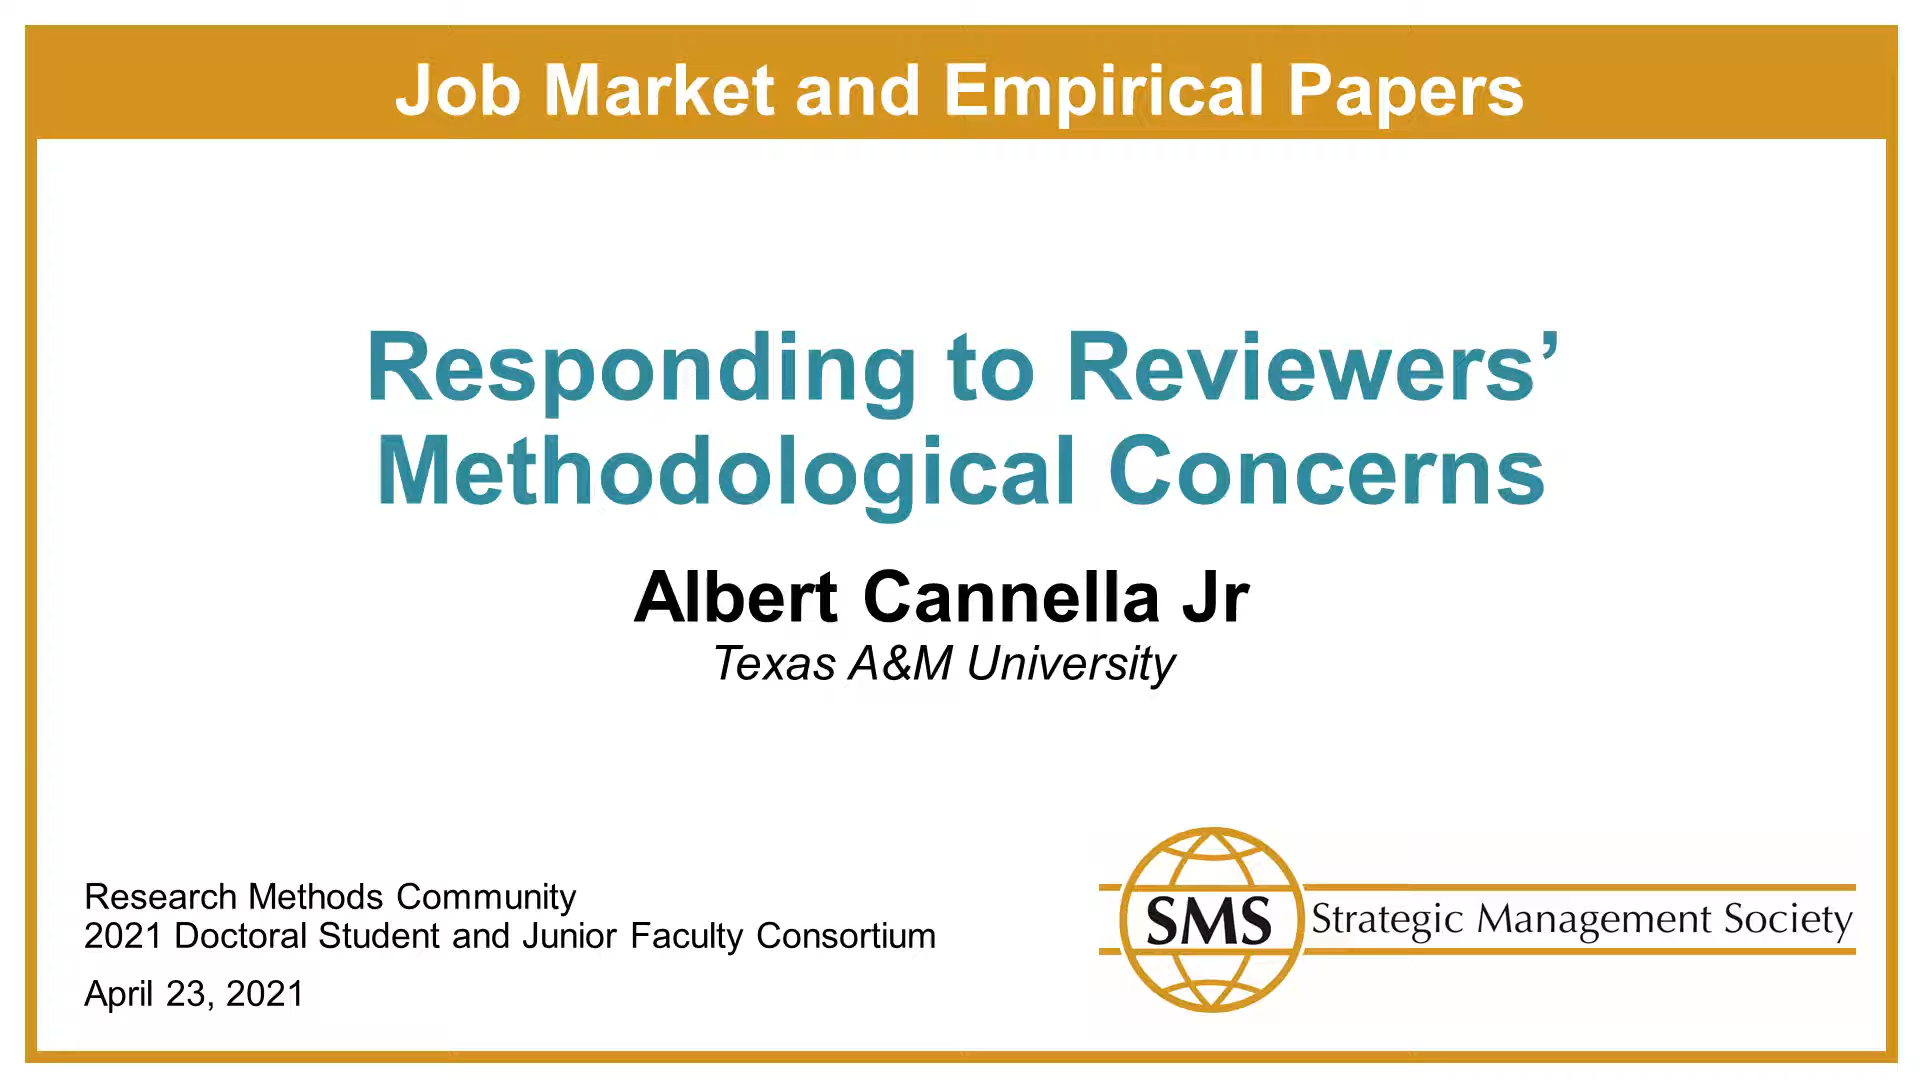 Job Market and Empirical Papers
Responding to Reviewers’
Methodological Concerns
Albert Cannella Jr
Texas A&M University
Research Methods Community
2021 Doctoral Student and Junior Faculty Consortium
April 23, 2021
SMS Strategic Management Society